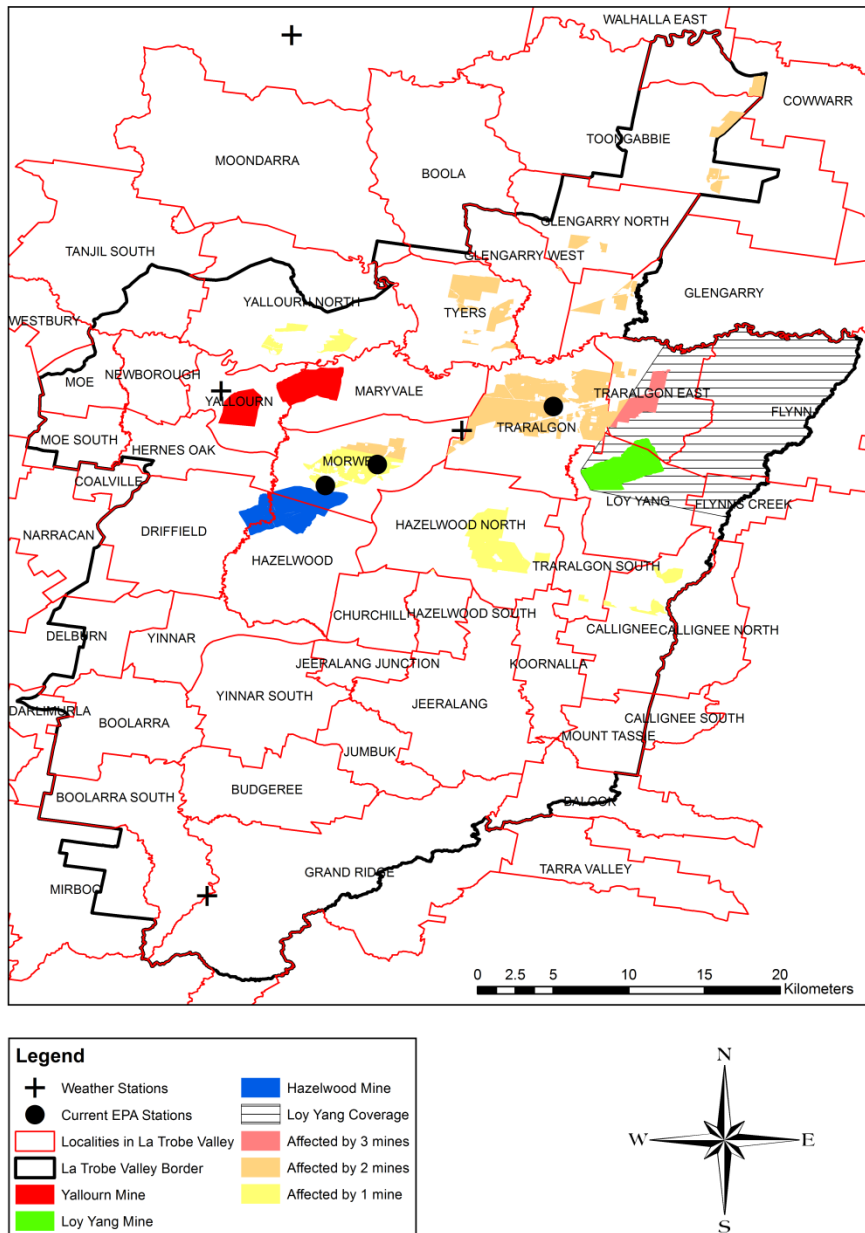 WALHALLA EAST
COWWARR
TOONGABBIE
MOONDARRA
BOOLA
GLENGARRY NORTH
TANJIL SOUTH
GLENGARRY WEST
GLENGARRY
YALLOURN NORTH
TYERS
WESTBURY
MOE
NEWBOROUGH
YALLOURN
MARYVALE
TRARALGON EAST
FLYNN
TRARALGON
MOE SOUTH
HERNES OAK
MORWE
COALVILLE
LOY YANG
FLYNNS CREEK
NARRACAN
DRIFFIELD
HAZELWOOD NORTH
HAZELWOOD
TRARALGON SOUTH
CHURCHILL
HAZELWOOD SOUTH
CALLIGNEE
CALLIGNEE NORTH
DELBURN
YINNAR
JEERALANG JUNCTION
KOORNALLA
YINNAR SOUTH
JEERALANG
DARLIMURLA
BOOLARRA
CALLIGNEE SOUTH
MOUNT TASSIE
JUMBUK
BUDGEREE
BOOLARRA SOUTH
BALOOK
GRAND RIDGE
TARRA VALLEY
MIRBOO
0 2.5 5 10 15 20
Kilometers
Legend
Weather Stations
Current EPA Stations
Localities in La Trobe Valley
La Trobe Valley Border
Yallourn Mine
Loy Yang Mine
Hazelwood Mine
Loy Yang Coverage
Affected by 3 mines
Affected by 2 mines
Affected by 1 mine
N
W
E
S